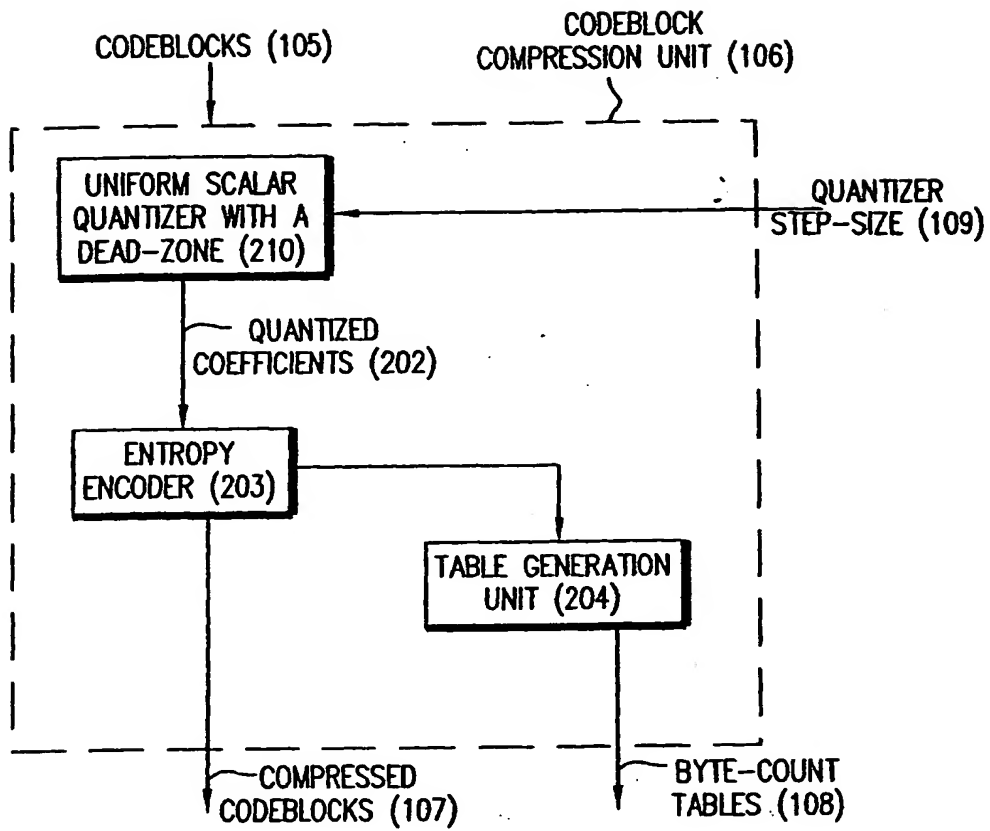 CODEBLOCKS (105)
CODEBLOCK
COMPRESSION UNIT (106)
UNIFORM SCALAR
QUANTIZER WITH A
DEAD-ZONE (210)
QUANTIZER
STEP-SIZE (109)
QUANTIZED
COEFFICIENTS (202)
ENTROPY
ENCODER (203)
TABLE GENERATION
UNIT (204)
COMPRESSED
CODEBLOCKS (107)
BYTE-COUNT
TABLES (108)